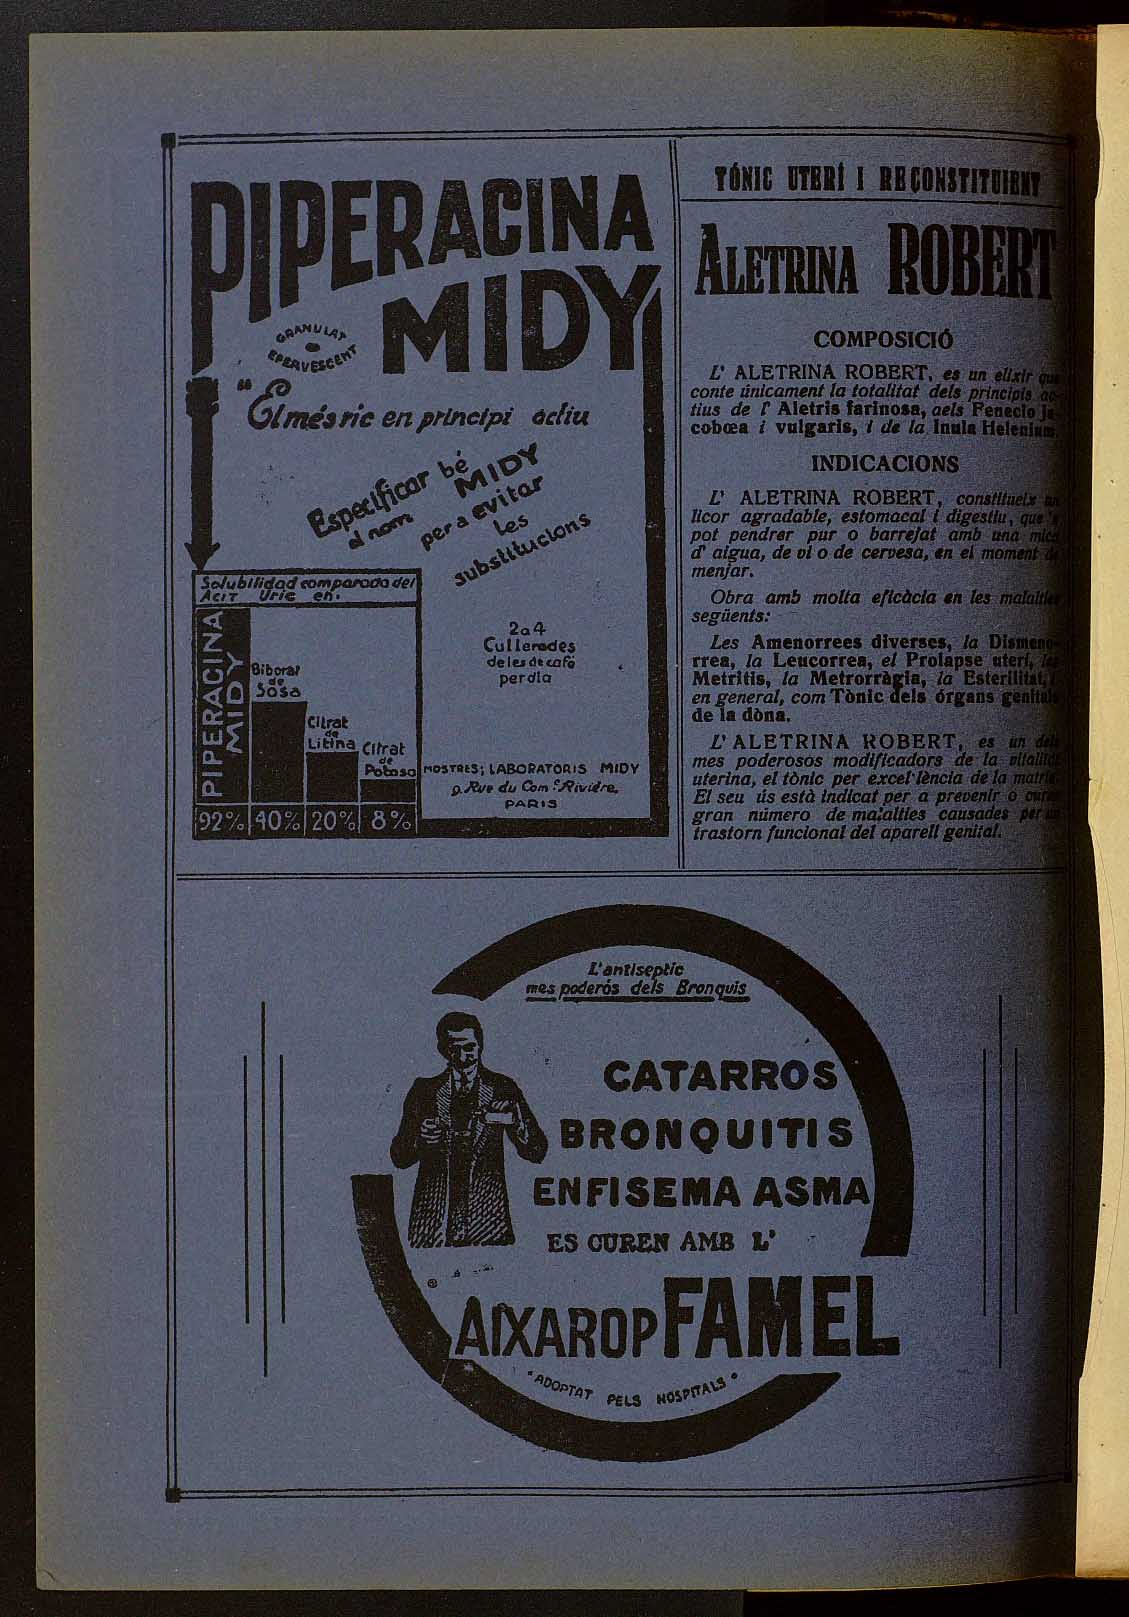 PIPERACINA
MIDY
GRANULAT
EFERVESCENT
"El més ric en principi actiu
Especificar bé
el nom MIDY
per a evitar
les
substitucions
Solubilidad comparada del
ACIT Uric en.
PIPERACINA
MIDY
Biborat
de
Sosa
Citrat
de
Litina
Citrat
de
Potasa
92% 40% 20% 8%
2 a 4
Cullerades
de les de café
per dia
MOSTRES; LABORATORIS MIDY
9. Rue du Com.t Rivière.
PARIS
TÓNIC UTERÍ I RECONSTITUIENT
ALETRINA ROBERT
COMPOSICIÓ
L' ALETRINA ROBERT, es un elixir que
conte únicament la totalitat dels principis ac-
tius de l' Aletris farinosa, aels Fenecio ja-
cobœa i vulgaris, i de la Inula Helenium.
INDICACIONS
L' ALETRINA ROBERT, constitueix un
licor agradable, estomacal i digestiu, que's
pot pendrer pur o barrejat amb una mica
d' aigua, de vi o de cervesa, en el moment de
menjar.
Obra amb molta eficàcia en les malalties
següents:
Les Amenorrees diverses, la Dismeno-
rrea, la Leucorrea, el Prolapse uterí, les
Metritis, la Metrorràgia, la Esterilitat, i
en general, com Tònic dels órgans genitals
de la dòna.
L' ALETRINA ROBERT, es un dels
mes poderosos modificadors de la vitalitat
uterina, el tònic per excel'lència de la matriu.
El seu ús està indicat per a prevenir o curar
gran número de malalties causades per un
trastorn funcional del aparell genital.
L'antiseptic
mes poderós dels Bronquis
CATARROS
BRONQUITIS
ENFISEMA ASMA
ES CUREN AMB L'
AIXAROP FAMEL
"ADOPTAT PELS HOSPITALS"